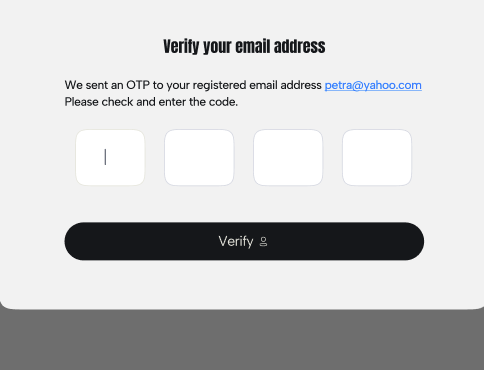 Verify your email address
We sent an OTP to your registered email address petra@yahoo.com
Please check and enter the code.
Verify